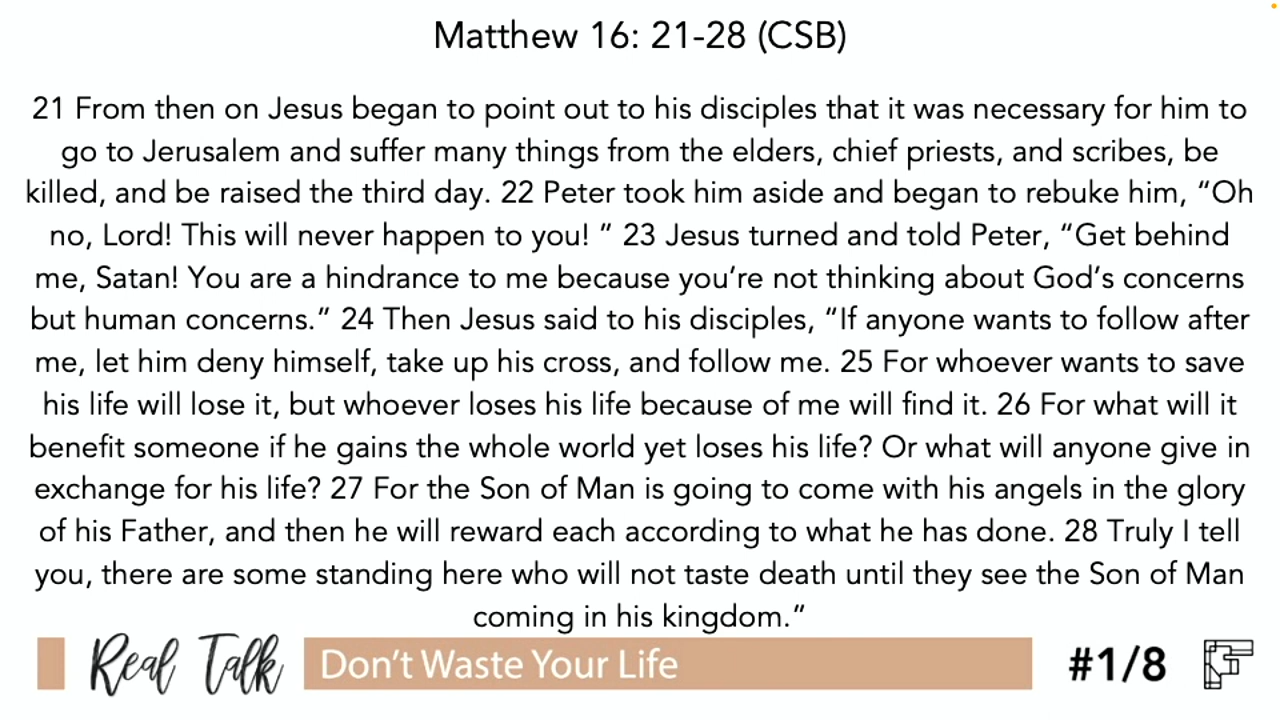 Matthew 16: 21-28 (CSB)
21 From then on Jesus began to point out to his disciples that it was necessary for him to
go to Jerusalem and suffer many things from the elders, chief priests, and scribes, be
killed, and be raised the third day. 22 Peter took him aside and began to rebuke him, “Oh
no, Lord! This will never happen to you! ” 23 Jesus turned and told Peter, “Get behind
me, Satan! You are a hindrance to me because you’re not thinking about God’s concerns
but human concerns.” 24 Then Jesus said to his disciples, “If anyone wants to follow after
me, let him deny himself, take up his cross, and follow me. 25 For whoever wants to save
his life will lose it, but whoever loses his life because of me will find it. 26 For what will it
benefit someone if he gains the whole world yet loses his life? Or what will anyone give in
exchange for his life? 27 For the Son of Man is going to come with his angels in the glory
of his Father, and then he will reward each according to what he has done. 28 Truly I tell
you, there are some standing here who will not taste death until they see the Son of Man
coming in his kingdom.”
Real Talk Don’t Waste Your Life #1/8